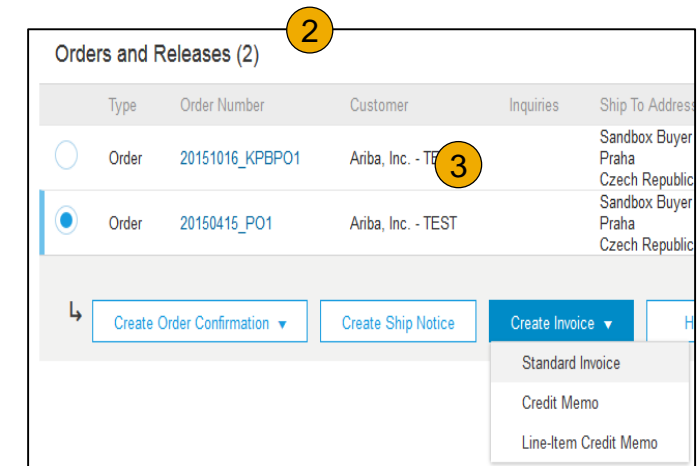 2
Orders and Releases (2)
Type Order Number Customer Inquiries Ship To Address
Order 20151016_KPBPO1 Ariba, Inc. - TE 3
Sandbox Buyer
Praha
Czech Republic
Order 20150415_PO1 Ariba, Inc. - TEST
Sandbox Buyer
Praha
Czech Republic
Create Order Confirmation ▼ Create Ship Notice Create Invoice ▼ H
Standard Invoice
Credit Memo
Line-Item Credit Memo